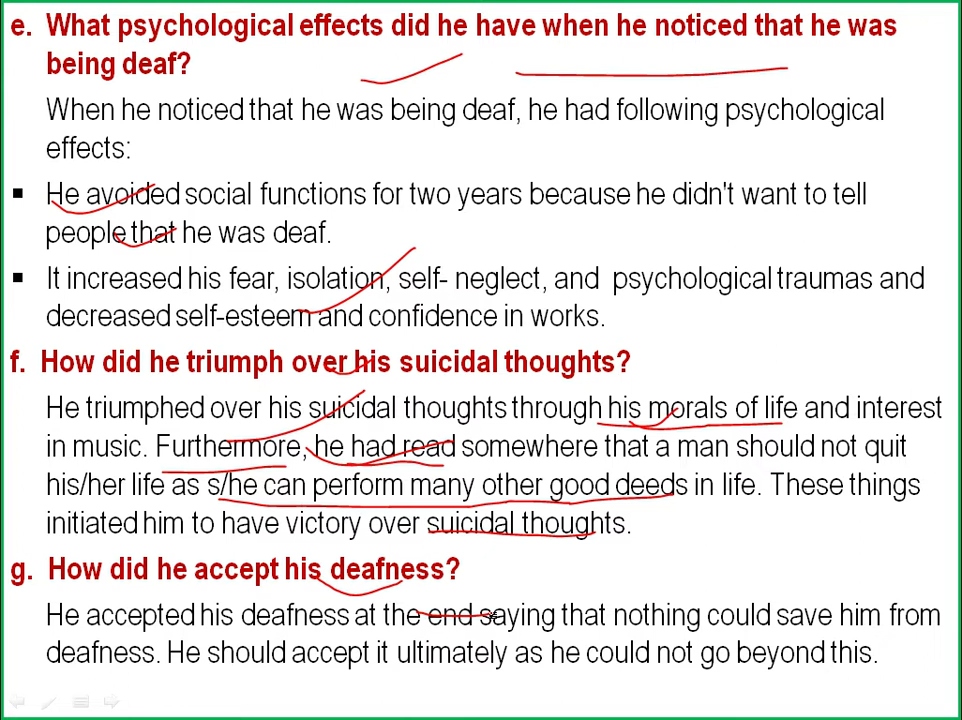 e. What psychological effects did he have when he noticed that he was
being deaf?
When he noticed that he was being deaf, he had following psychological
effects:
▪ He avoided social functions for two years because he didn't want to tell
people that he was deaf.
▪ It increased his fear, isolation, self- neglect, and psychological traumas and
decreased self-esteem and confidence in works.
f. How did he triumph over his suicidal thoughts?
He triumphed over his suicidal thoughts through his morals of life and interest
in music. Furthermore, he had read somewhere that a man should not quit
his/her life as s/he can perform many other good deeds in life. These things
initiated him to have victory over suicidal thoughts.
g. How did he accept his deafness?
He accepted his deafness at the end saying that nothing could save him from
deafness. He should accept it ultimately as he could not go beyond this.